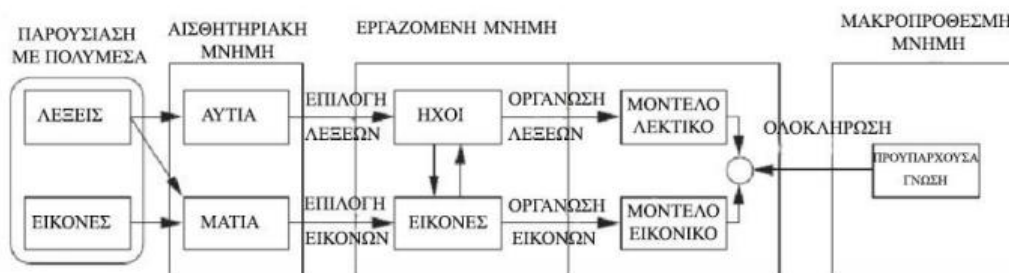 ΠΑΡΟΥΣΙΑΣΗ
ΜΕ ΠΟΛΥΜΕΣΑ
ΑΙΣΘΗΤΗΡΙΑΚΗ
ΜΝΗΜΗ
ΕΡΓΑΖΟΜΕΝΗ ΜΝΗΜΗ
ΜΑΚΡΟΠΡΟΘΕΣΜΗ
ΜΝΗΜΗ
ΛΕΞΕΙΣ
ΑΥΤΙΑ
ΕΠΙΛΟΓΗ
ΛΕΞΕΩΝ
ΗΧΟΙ
ΟΡΓΑΝΩΣΗ
ΛΕΞΕΩΝ
ΜΟΝΤΕΛΟ
ΛΕΚΤΙΚΟ
ΟΛΟΚΛΗΡΩΣΗ
ΠΡΟΥΠΑΡΧΟΥΣΑ
ΓΝΩΣΗ
ΕΙΚΟΝΕΣ
ΜΑΤΙΑ
ΕΠΙΛΟΓΗ
ΕΙΚΟΝΩΝ
ΕΙΚΟΝΕΣ
ΟΡΓΑΝΩΣΗ
ΕΙΚΟΝΩΝ
ΜΟΝΤΕΛΟ
ΕΙΚΟΝΙΚΟ